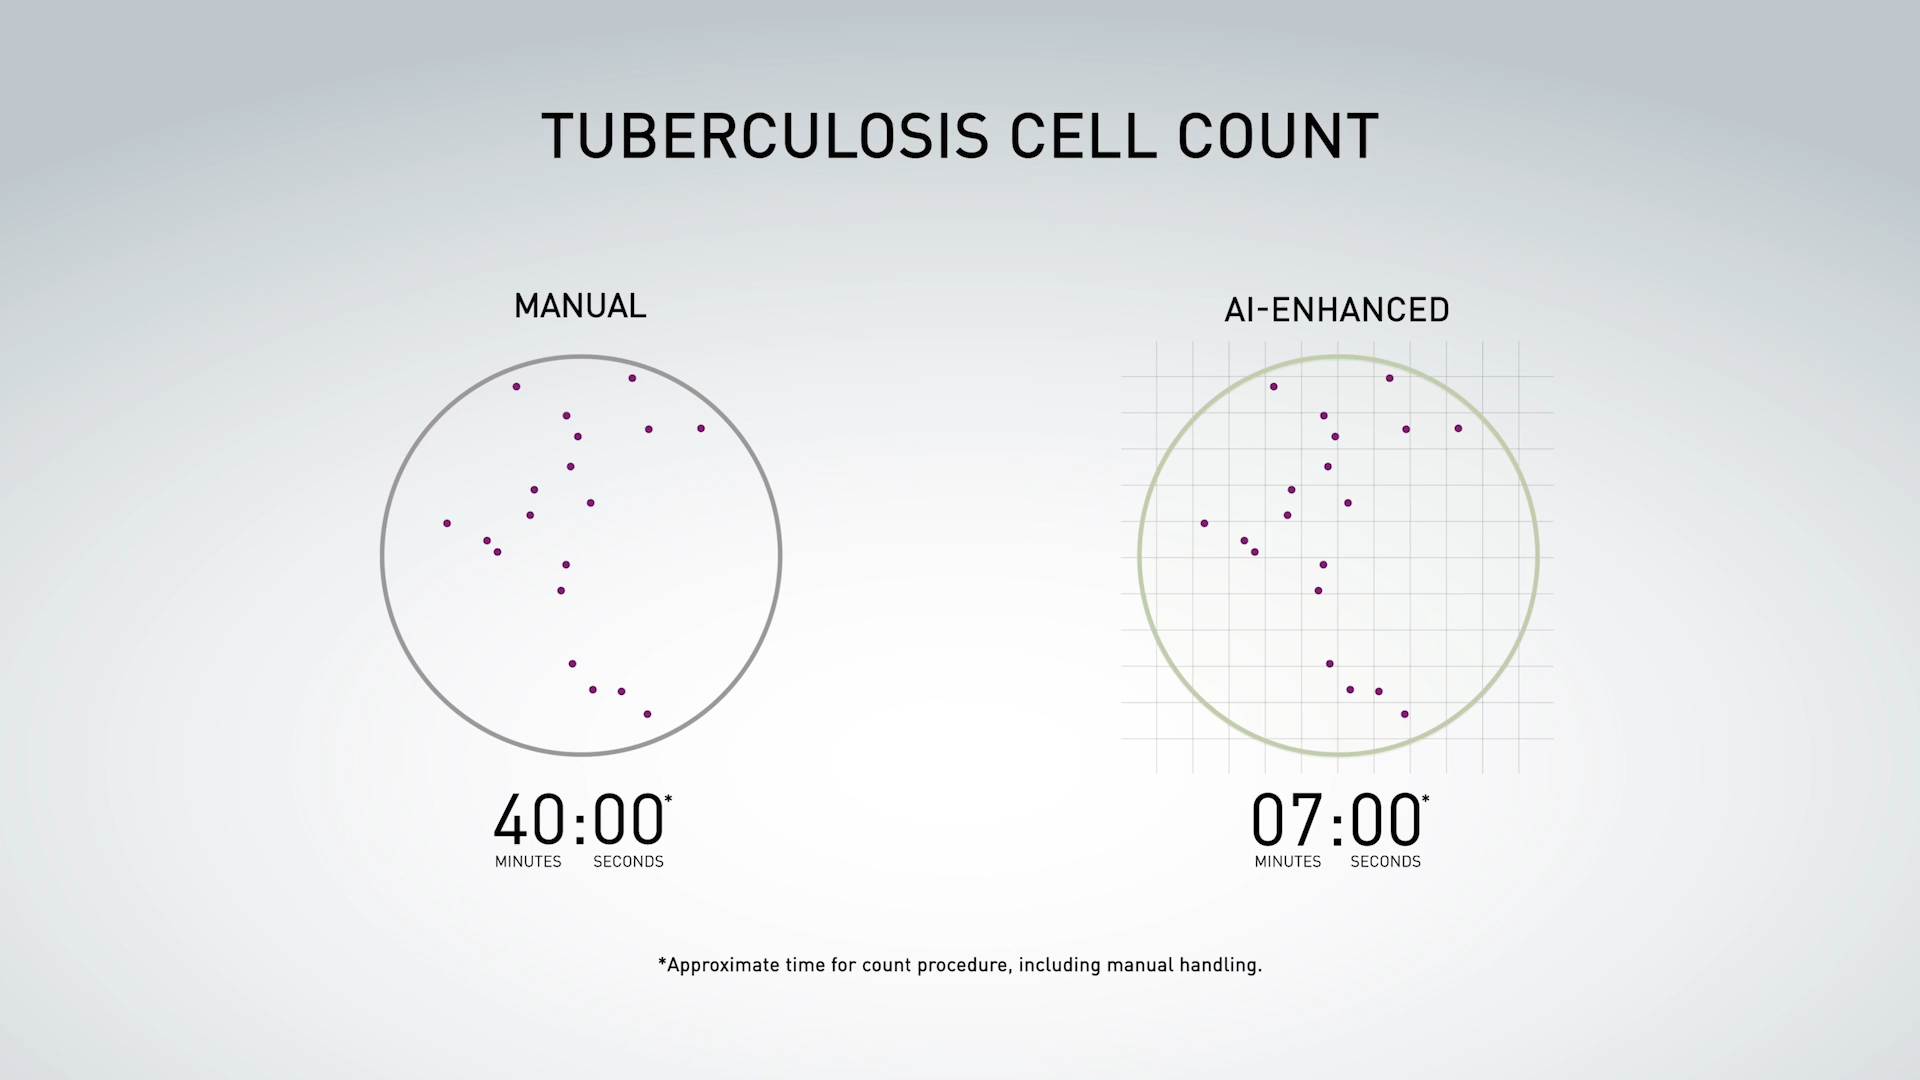 TUBERCULOSIS CELL COUNT
MANUAL
AI-ENHANCED
40:00*
MINUTES SECONDS
07:00*
MINUTES SECONDS
*Approximate time for count procedure, including manual handling.